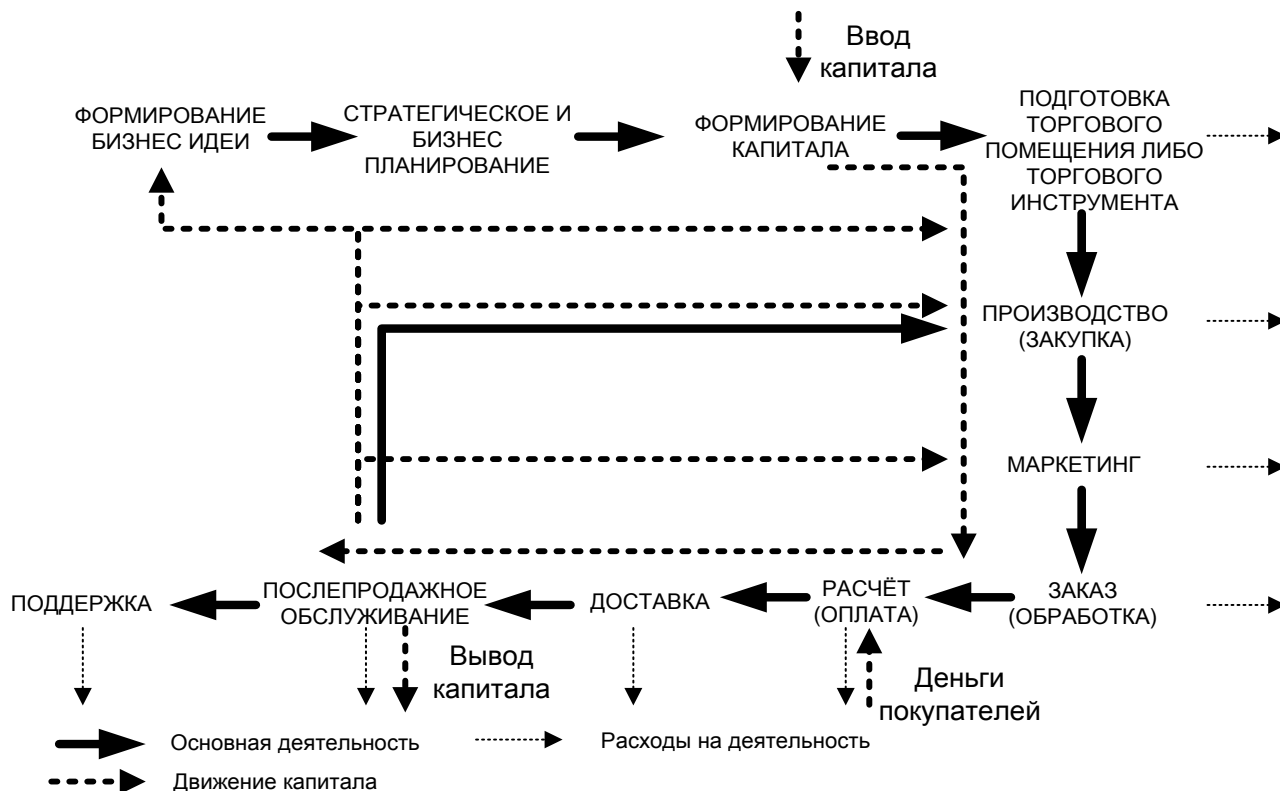 Ввод
капитала
ФОРМИРОВАНИЕ
БИЗНЕС ИДЕИ
СТРАТЕГИЧЕСКОЕ И
БИЗНЕС
ПЛАНИРОВАНИЕ
ФОРМИРОВАНИЕ
КАПИТАЛА
ПОДГОТОВКА
ТОРГОВОГО
ПОМЕЩЕНИЯ ЛИБО
ТОРГОВОГО
ИНСТРУМЕНТА
ПРОИЗВОДСТВО
(ЗАКУПКА)
МАРКЕТИНГ
ПОДДЕРЖКА
ПОСЛЕПРОДАЖНОЕ
ОБСЛУЖИВАНИЕ
ДОСТАВКА
РАСЧЁТ
(ОПЛАТА)
ЗАКАЗ
(ОБРАБОТКА)
Вывод
капитала
Деньги
покупателей
Основная деятельность
Расходы на деятельность
Движение капитала